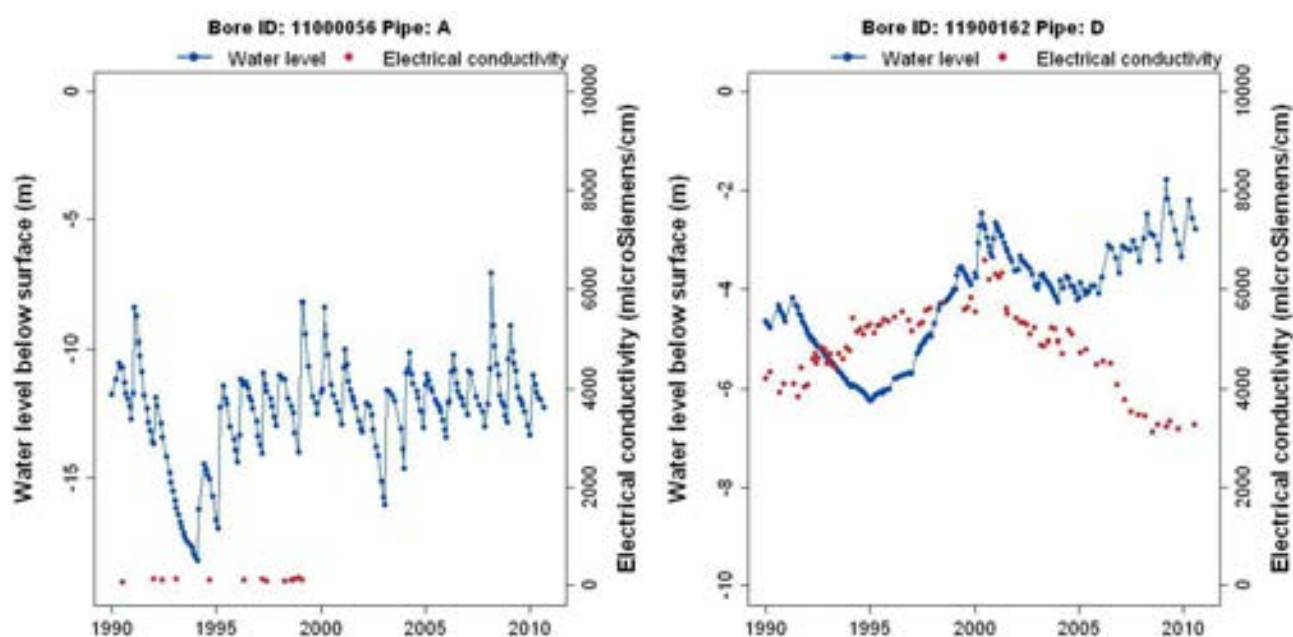 Bore ID: 11000056 Pipe: A
Water level Electrical conductivity
Water level below surface (m)
0
-5
-10
-15
Electrical conductivity (microSiemens/cm)
10000
8000
6000
4000
2000
0
1990 1995 2000 2005 2010
Bore ID: 11900162 Pipe: D
Water level Electrical conductivity
Water level below surface (m)
0
-2
-4
-6
-8
-10
Electrical conductivity (microSiemens/cm)
10000
8000
6000
4000
2000
0
1990 1995 2000 2005 2010